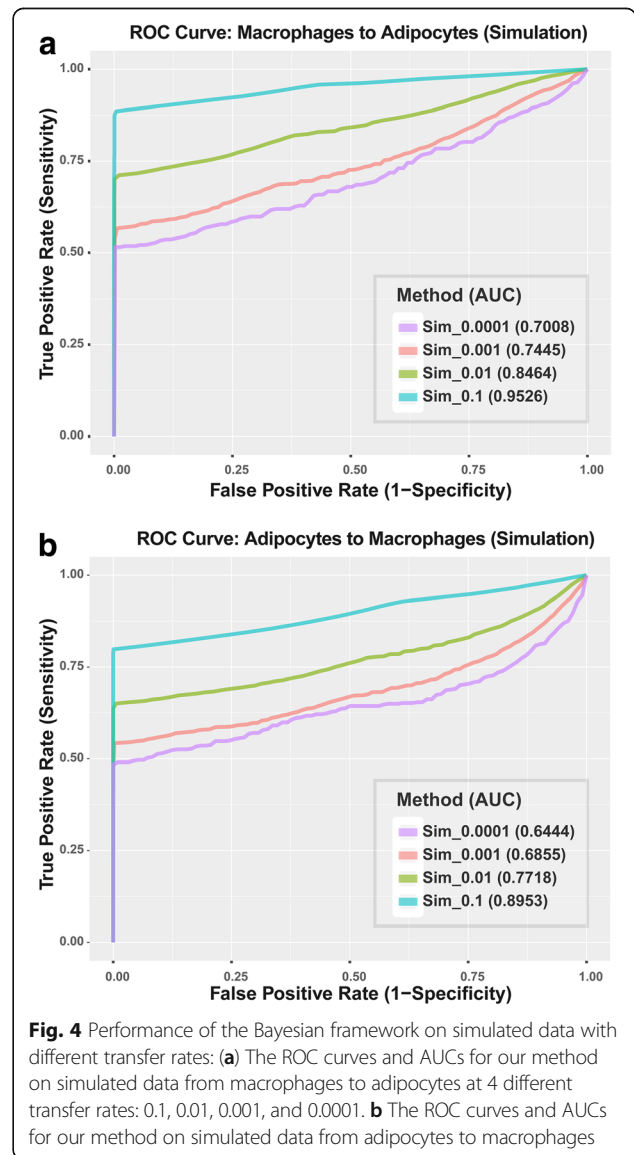 a
ROC Curve: Macrophages to Adipocytes (Simulation)
True Positive Rate (Sensitivity)
1.00
0.75
0.50
0.25
0.00
Method (AUC)
Sim_0.0001 (0.7008)
Sim_0.001 (0.7445)
Sim_0.01 (0.8464)
Sim_0.1 (0.9526)
0.00 0.25 0.50 0.75 1.00
False Positive Rate (1−Specificity)
b
ROC Curve: Adipocytes to Macrophages (Simulation)
True Positive Rate (Sensitivity)
1.00
0.75
0.50
0.25
0.00
Method (AUC)
Sim_0.0001 (0.6444)
Sim_0.001 (0.6855)
Sim_0.01 (0.7718)
Sim_0.1 (0.8953)
0.00 0.25 0.50 0.75 1.00
False Positive Rate (1−Specificity)
Fig. 4 Performance of the Bayesian framework on simulated data with
different transfer rates: (a) The ROC curves and AUCs for our method
on simulated data from macrophages to adipocytes at 4 different
transfer rates: 0.1, 0.01, 0.001, and 0.0001. b The ROC curves and AUCs
for our method on simulated data from adipocytes to macrophages